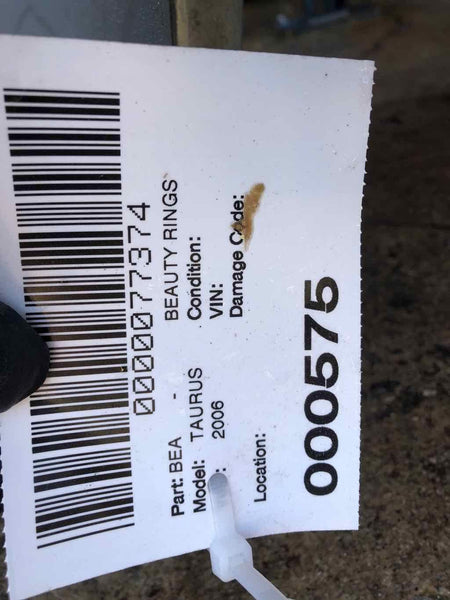 0000077374
Part: BEA - BEAUTY RINGS
Model: TAURUS Condition:
: 2006 VIN:
Damage Code:
Location:
000575